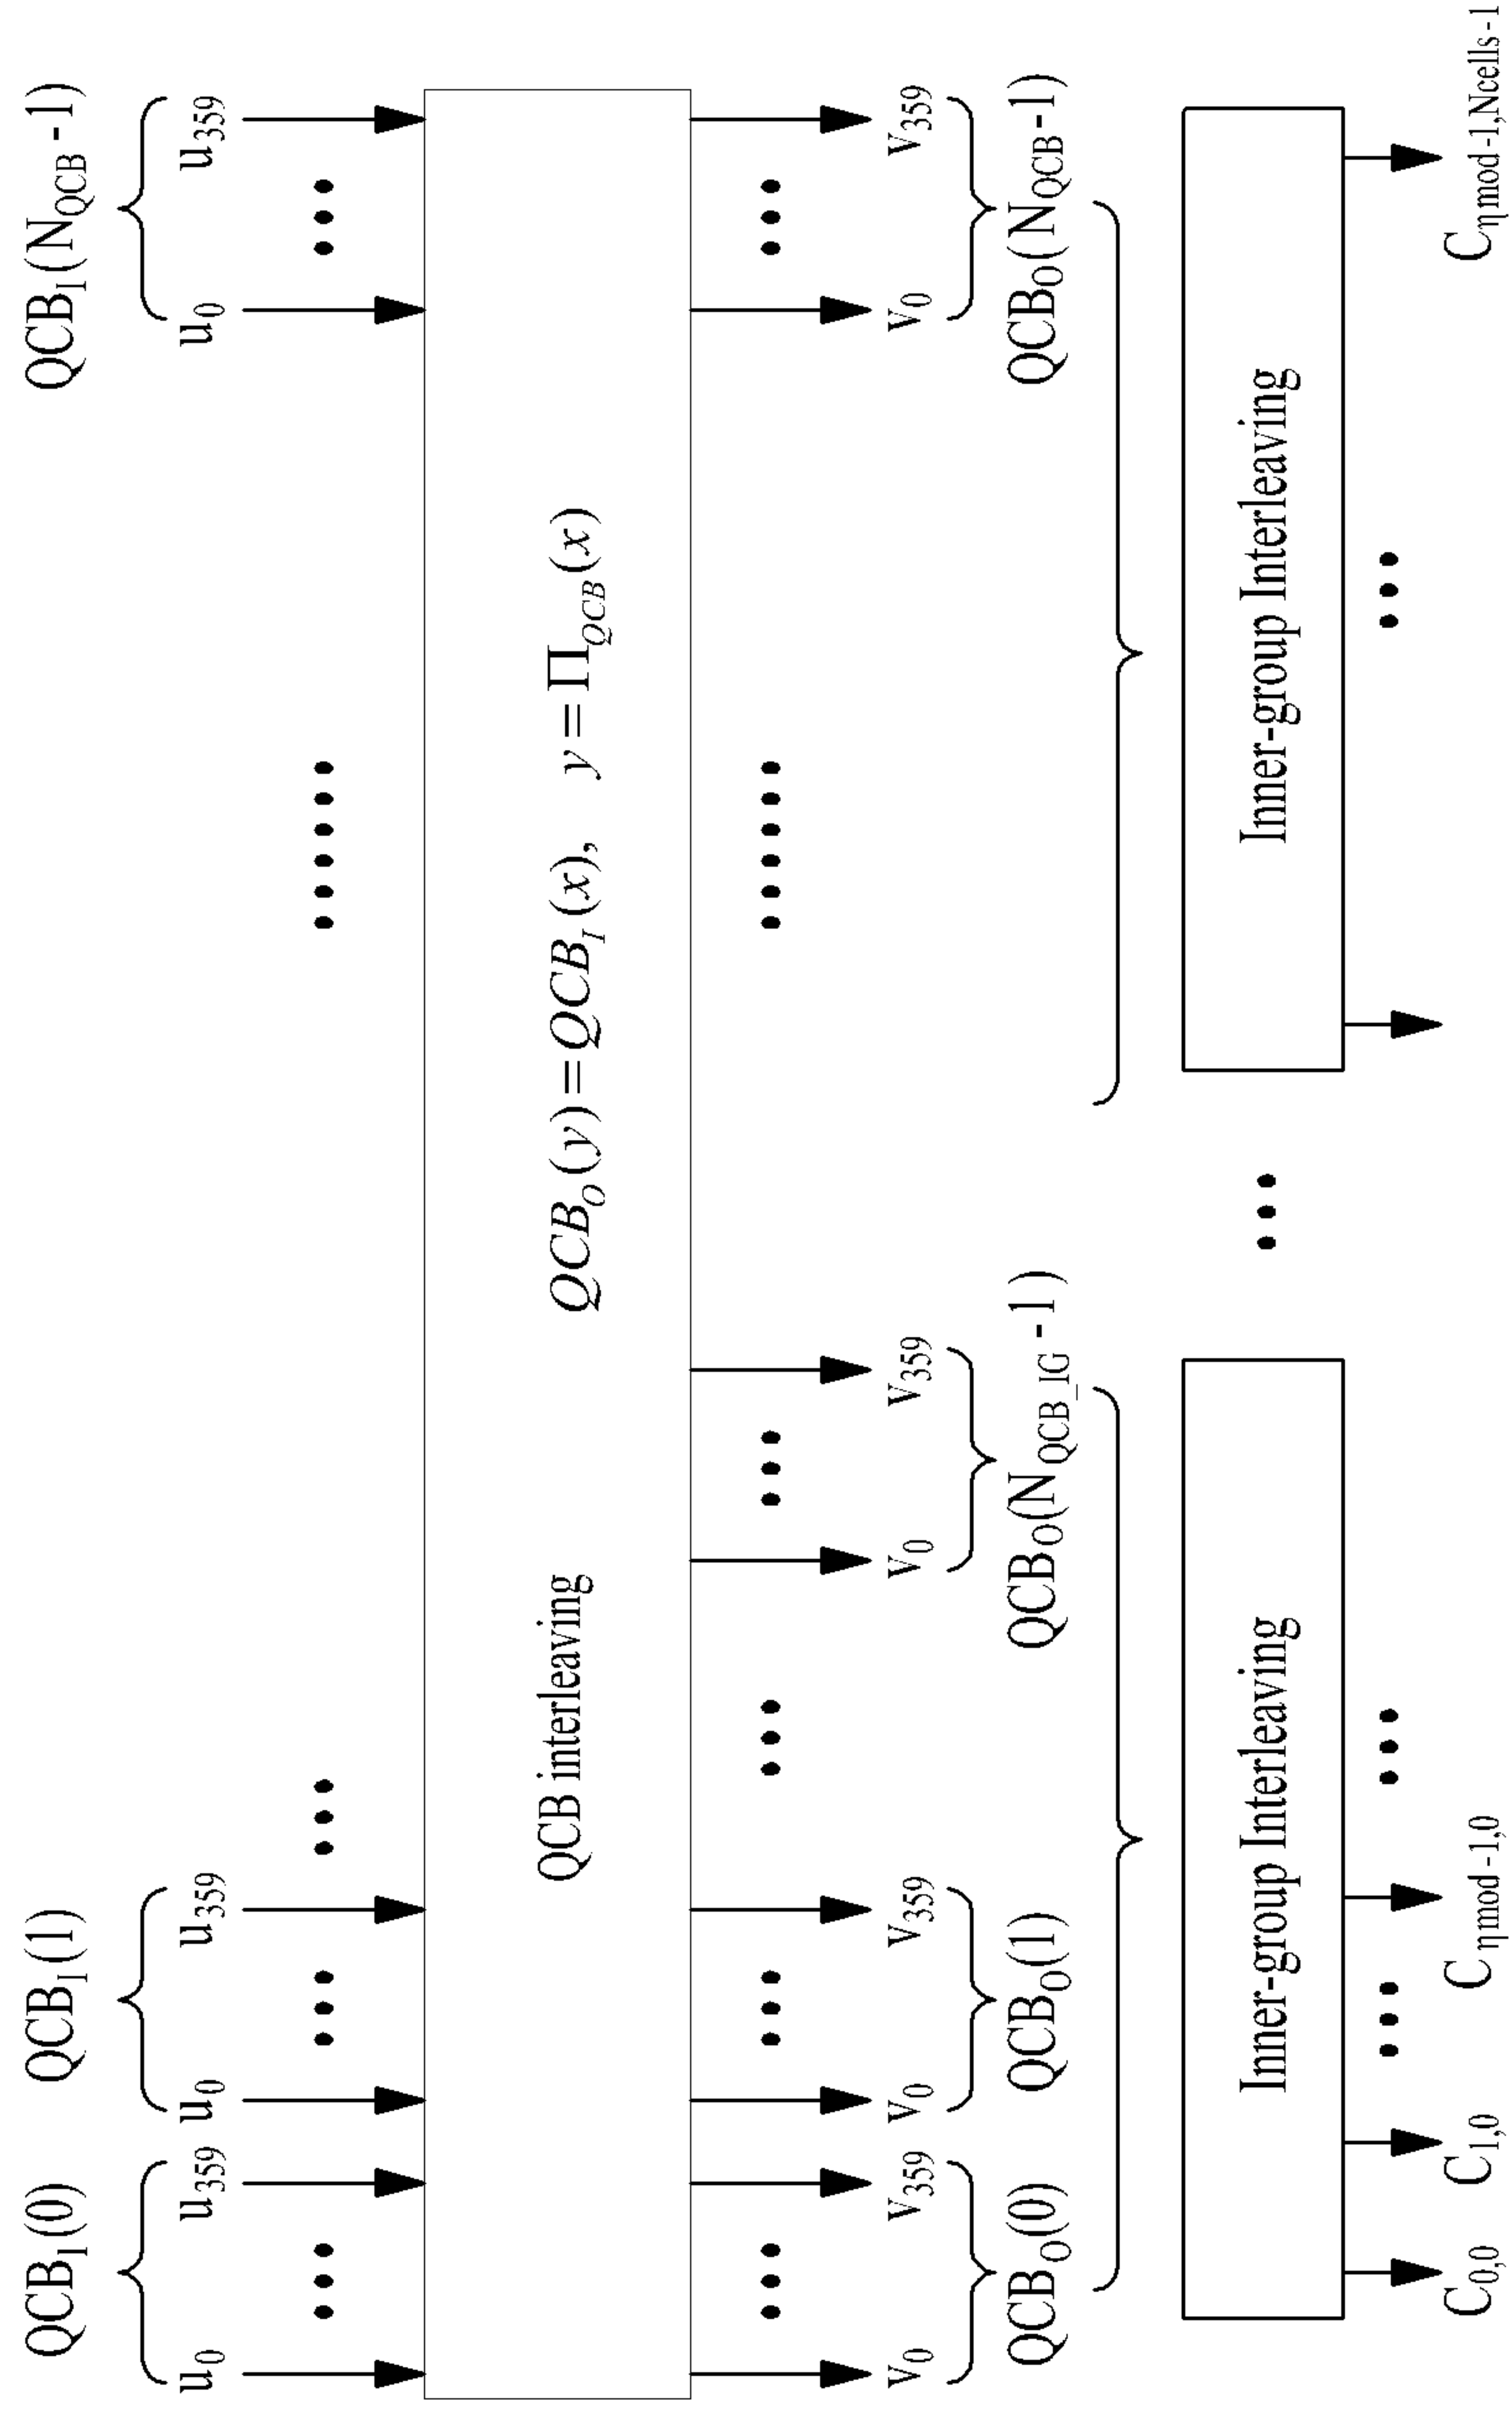 QCB_I(0) QCB_I(1) QCB_I(N_QCB-1)
u_0 ••• u_359 u_0 ••• u_359 ••• •••••• u_0 ••• u_359
QCB interleaving QCB_O(y)=QCB_I(x), y=Π_QCB(x)
••• ••• ••• ••• •••••• •••
v_0 v_359 v_0 v_359 v_0 v_359 v_0 v_359
QCB_O(0) QCB_O(1) QCB_O(N_QCB_IG-1) QCB_O(N_QCB-1)
Inner-group Interleaving ••• Inner-group Interleaving
••• ••• •••
C_0,0 C_1,0 C_ηmod-1,0 C_ηmod-1,Ncells-1